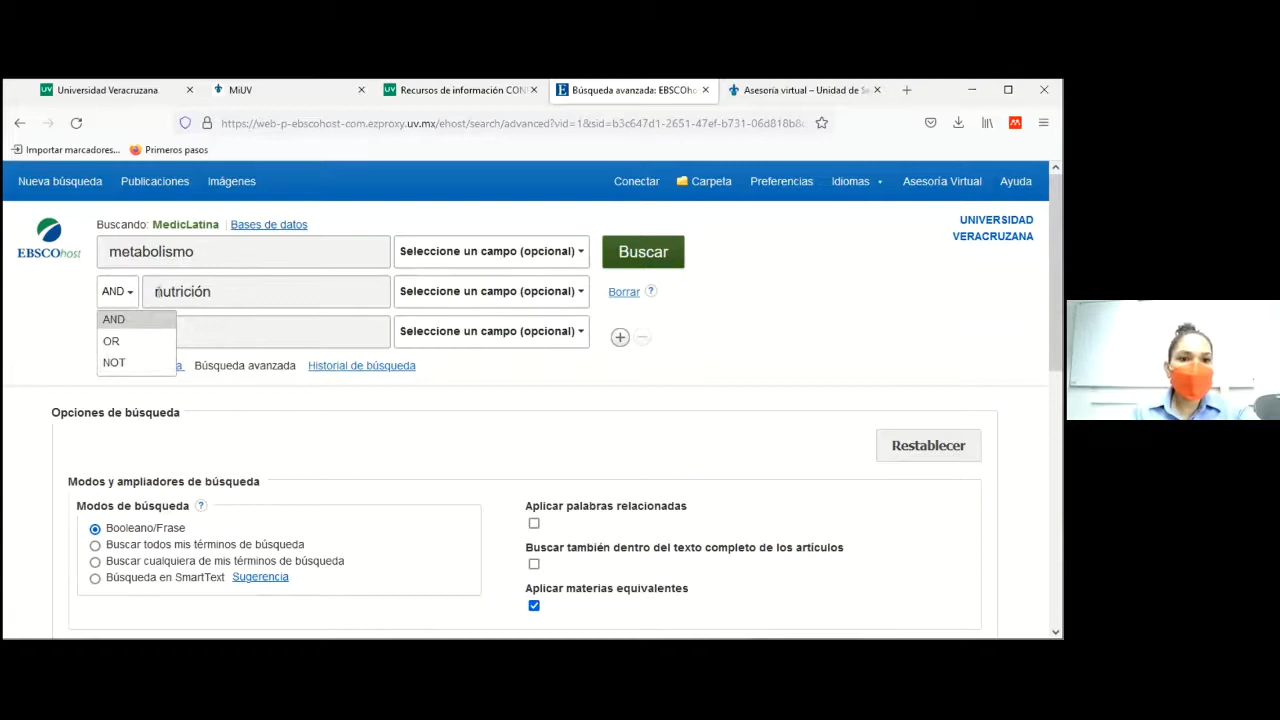 Universidad Veracruzana
MiUV
Recursos de información CON
Búsqueda avanzada: EBSCOho
Asesoría virtual – Unidad de Se
https://web-p-ebscohost-com.ezproxy.uv.mx/ehost/search/advanced?vid=1&sid=b3c647d1-2651-47ef-b731-06d818b8
Importar marcadores...
Primeros pasos
Nueva búsqueda
Publicaciones
Imágenes
Conectar
Carpeta
Preferencias
Idiomas
Asesoría Virtual
Ayuda
EBSCOhost
Buscando: MedicLatina
Bases de datos
UNIVERSIDAD
VERACRUZANA
metabolismo
Seleccione un campo (opcional)
Buscar
AND
nutrición
Seleccione un campo (opcional)
Borrar
?
AND
OR
NOT
Seleccione un campo (opcional)
Búsqueda avanzada
Historial de búsqueda
Opciones de búsqueda
Restablecer
Modos y ampliadores de búsqueda
Modos de búsqueda
?
Booleano/Frase
Buscar todos mis términos de búsqueda
Buscar cualquiera de mis términos de búsqueda
Búsqueda en SmartText
Sugerencia
Aplicar palabras relacionadas
Buscar también dentro del texto completo de los artículos
Aplicar materias equivalentes